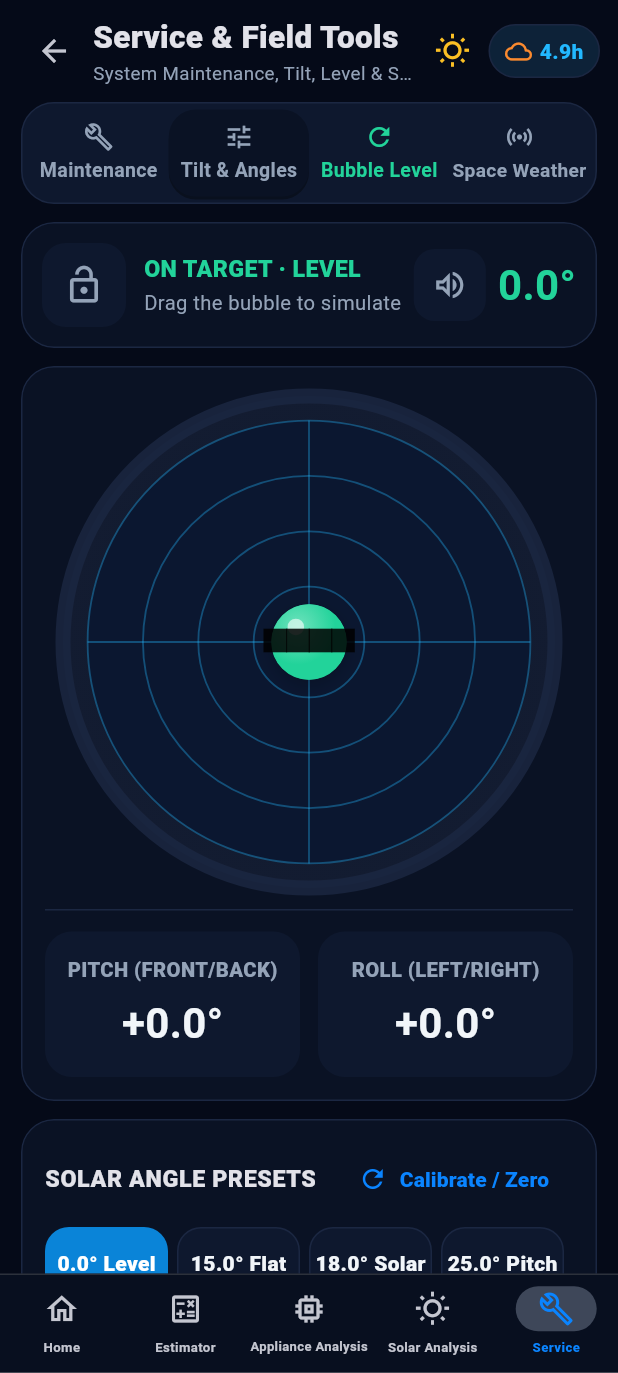 Service & Field Tools
System Maintenance, Tilt, Level & S...
4.9h
Maintenance
Tilt & Angles
Bubble Level
Space Weather
ON TARGET · LEVEL
Drag the bubble to simulate
0.0°
PITCH (FRONT/BACK)
+0.0°
ROLL (LEFT/RIGHT)
+0.0°
SOLAR ANGLE PRESETS
Calibrate / Zero
0.0° Level
15.0° Flat
18.0° Solar
25.0° Pitch
Home
Estimator
Appliance Analysis
Solar Analysis
Service